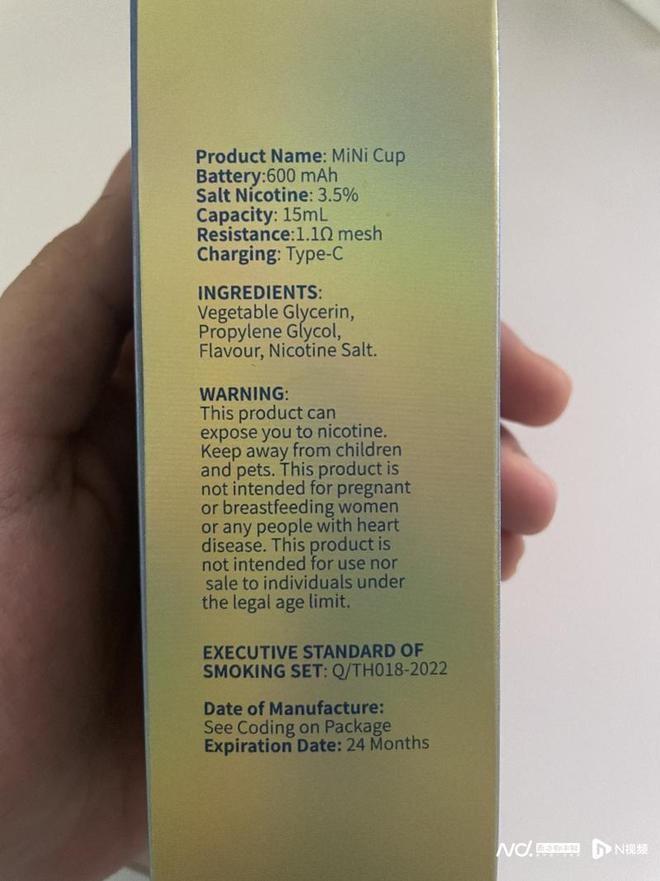 Product Name: MiNi Cup
Battery:600 mAh
Salt Nicotine: 3.5%
Capacity: 15mL
Resistance:1.1Ω mesh
Charging: Type-C
INGREDIENTS:
Vegetable Glycerin,
Propylene Glycol,
Flavour, Nicotine Salt.
WARNING:
This product can
expose you to nicotine.
Keep away from children
and pets. This product is
not intended for pregnant
or breastfeeding women
or any people with heart
disease. This product is
not intended for use nor
sale to individuals under
the legal age limit.
EXECUTIVE STANDARD OF
SMOKING SET: Q/TH018-2022
Date of Manufacture:
See Coding on Package
Expiration Date: 24 Months
N视频